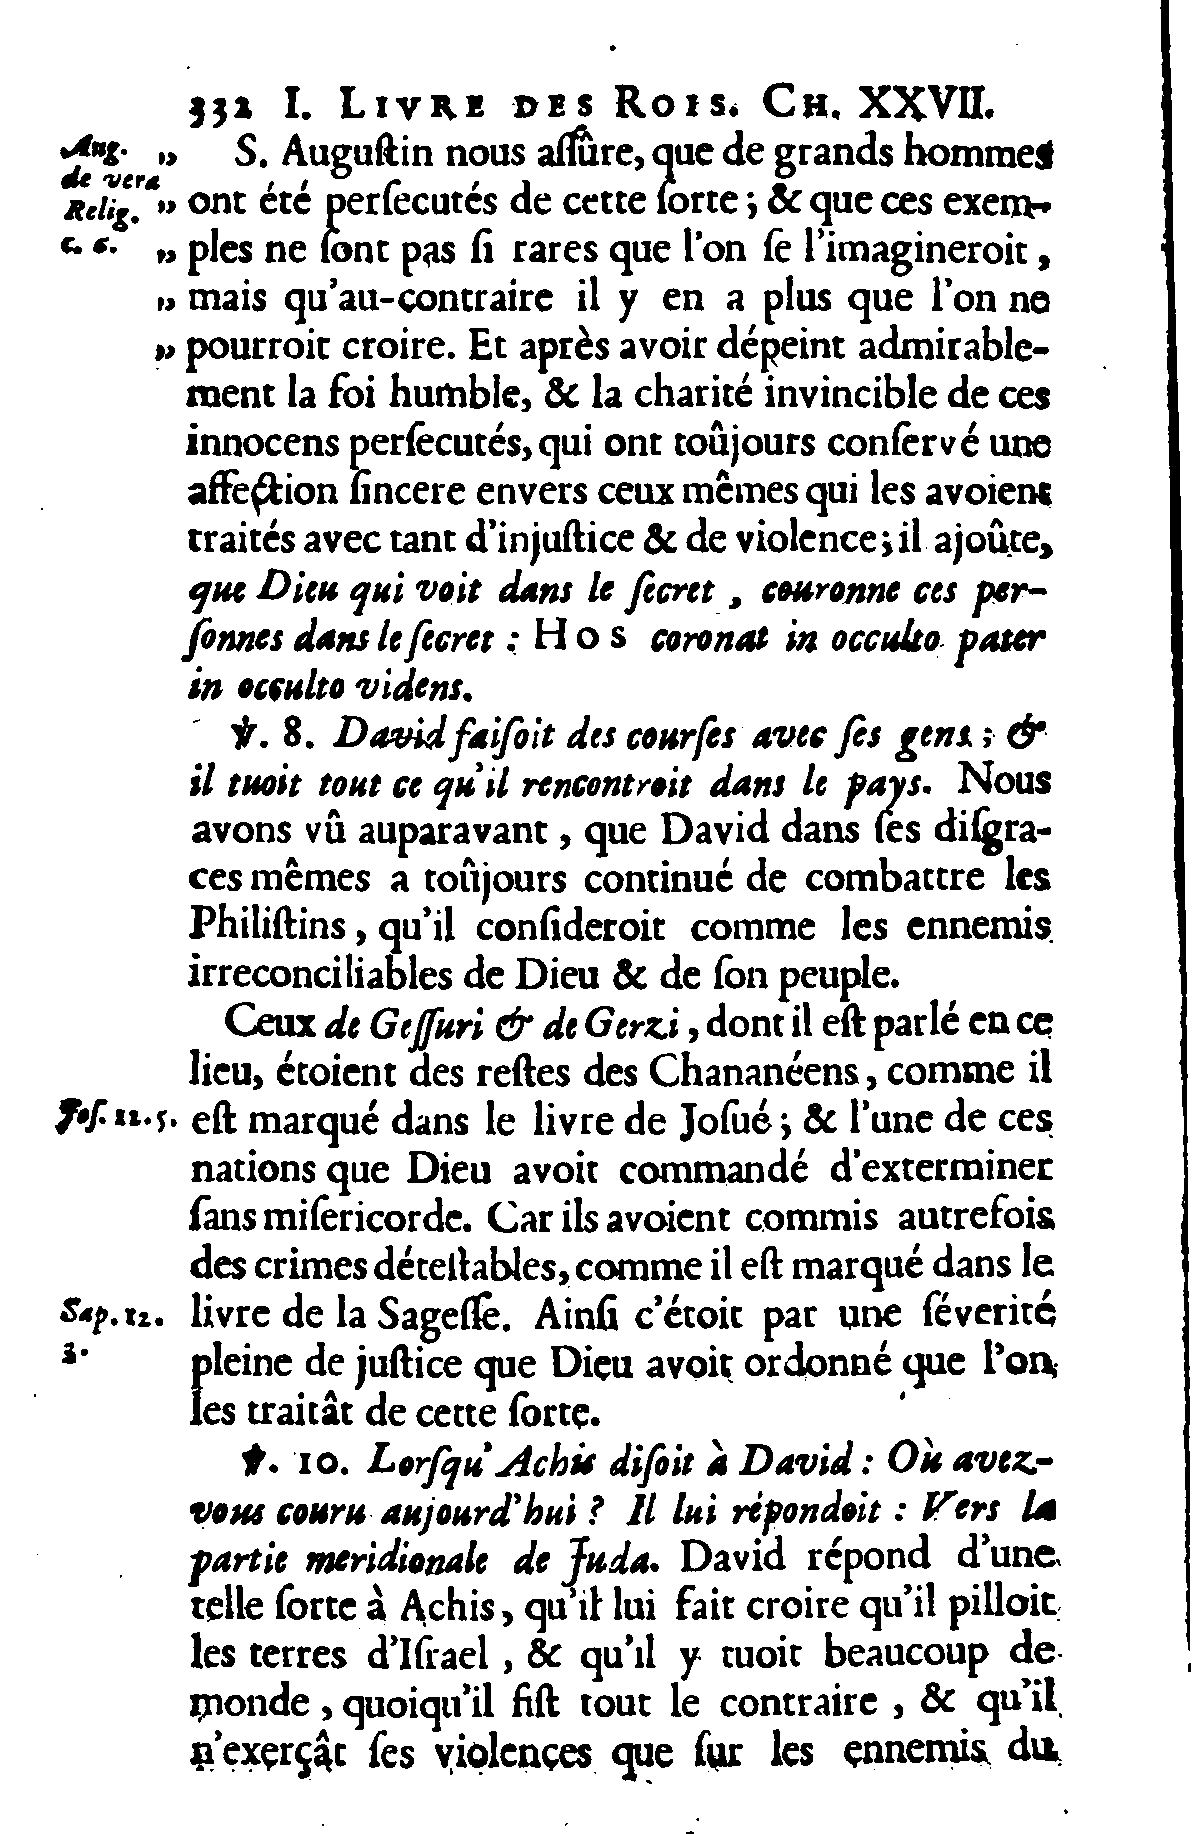 332 I. LIVRE DES ROIS. CH. XXVII.
Aug. de vera Relig. c. 6.
„ S. Auguſtin nous aſſûre, que de grands hommes
„ ont été perſecutés de cette ſorte ; & que ces exem-
„ ples ne ſont pas ſi rares que l'on ſe l'imagineroit ,
„ mais qu'au-contraire il y en a plus que l'on ne
„ pourroit croire. Et après avoir dépeint admirable-
ment la foi humble, & la charité invincible de ces
innocens perſecutés, qui ont toûjours conſervé une
affection ſincere envers ceux mêmes qui les avoient
traités avec tant d'injuſtice & de violence ; il ajoûte,
que Dieu qui voit dans le ſecret , couronne ces per-
ſonnes dans le ſecret : HOS coronat in occulto pater
in occulto videns.
℣. 8. David faiſoit des courſes avec ſes gens ; &
il tuoit tout ce qu'il rencontroit dans le pays. Nous
avons vû auparavant , que David dans ſes diſgra-
ces mêmes a toûjours continué de combattre les
Philiſtins , qu'il conſideroit comme les ennemis
irreconciliables de Dieu & de ſon peuple.
Ceux de Geſſuri & de Gerzi , dont il eſt parlé en ce
lieu, étoient des reſtes des Chananéens , comme il
Joſ. 12. 5.
eſt marqué dans le livre de Joſué ; & l'une de ces
nations que Dieu avoit commandé d'exterminer
ſans miſericorde. Car ils avoient commis autrefois
des crimes déteſtables, comme il eſt marqué dans le
Sap. 12. 3.
livre de la Sageſſe. Ainſi c'étoit par une ſéverité
pleine de juſtice que Dieu avoit ordonné que l'on
les traitât de cette ſorte.
℣. 10. Lorſqu'Achis diſoit à David : Où avez-
vous couru aujourd'hui ? Il lui répondoit : Vers la
partie meridionale de Juda. David répond d'une
telle ſorte à Achis , qu'il lui fait croire qu'il pilloit
les terres d'Iſrael , & qu'il y tuoit beaucoup de
monde , quoiqu'il fiſt tout le contraire , & qu'il
n'exerçât ſes violences que ſur les ennemis du